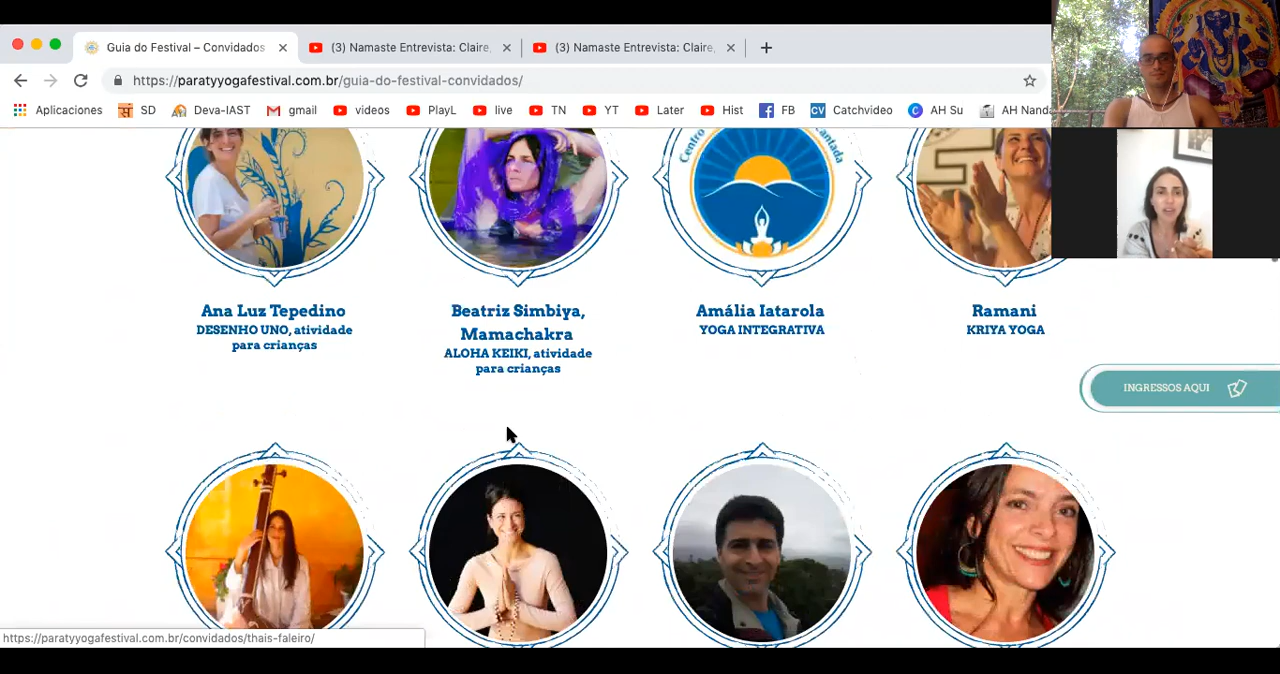 Guia do Festival – Convidados
(3) Namaste Entrevista: Claire,
(3) Namaste Entrevista: Claire,
https://paratyyogafestival.com.br/guia-do-festival-convidados/
Aplicaciones
SD
Deva-IAST
gmail
videos
PlayL
live
TN
YT
Later
Hist
FB
CV
Catchvideo
AH Su
AH Nanda
Centro
Ana Luz Tepedino
DESENHO UNO, atividade
para crianças
Beatriz Simbiya,
Mamachakra
ALOHA KEIKI, atividade
para crianças
Amália Iatarola
YOGA INTEGRATIVA
Ramani
KRIYA YOGA
INGRESSOS AQUI
https://paratyyogafestival.com.br/convidados/thais-faleiro/